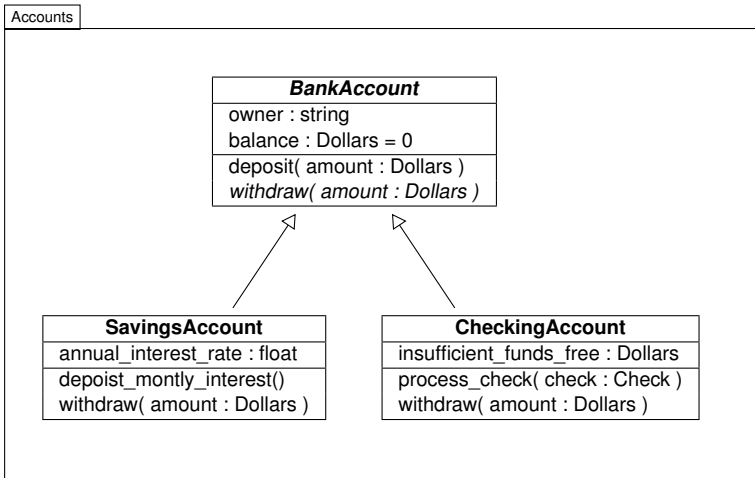 Accounts
BankAccount
owner : string
balance : Dollars = 0
deposit( amount : Dollars )
withdraw( amount : Dollars )
SavingsAccount
annual_interest_rate : float
depoist_montly_interest()
withdraw( amount : Dollars )
CheckingAccount
insufficient_funds_free : Dollars
process_check( check : Check )
withdraw( amount : Dollars )